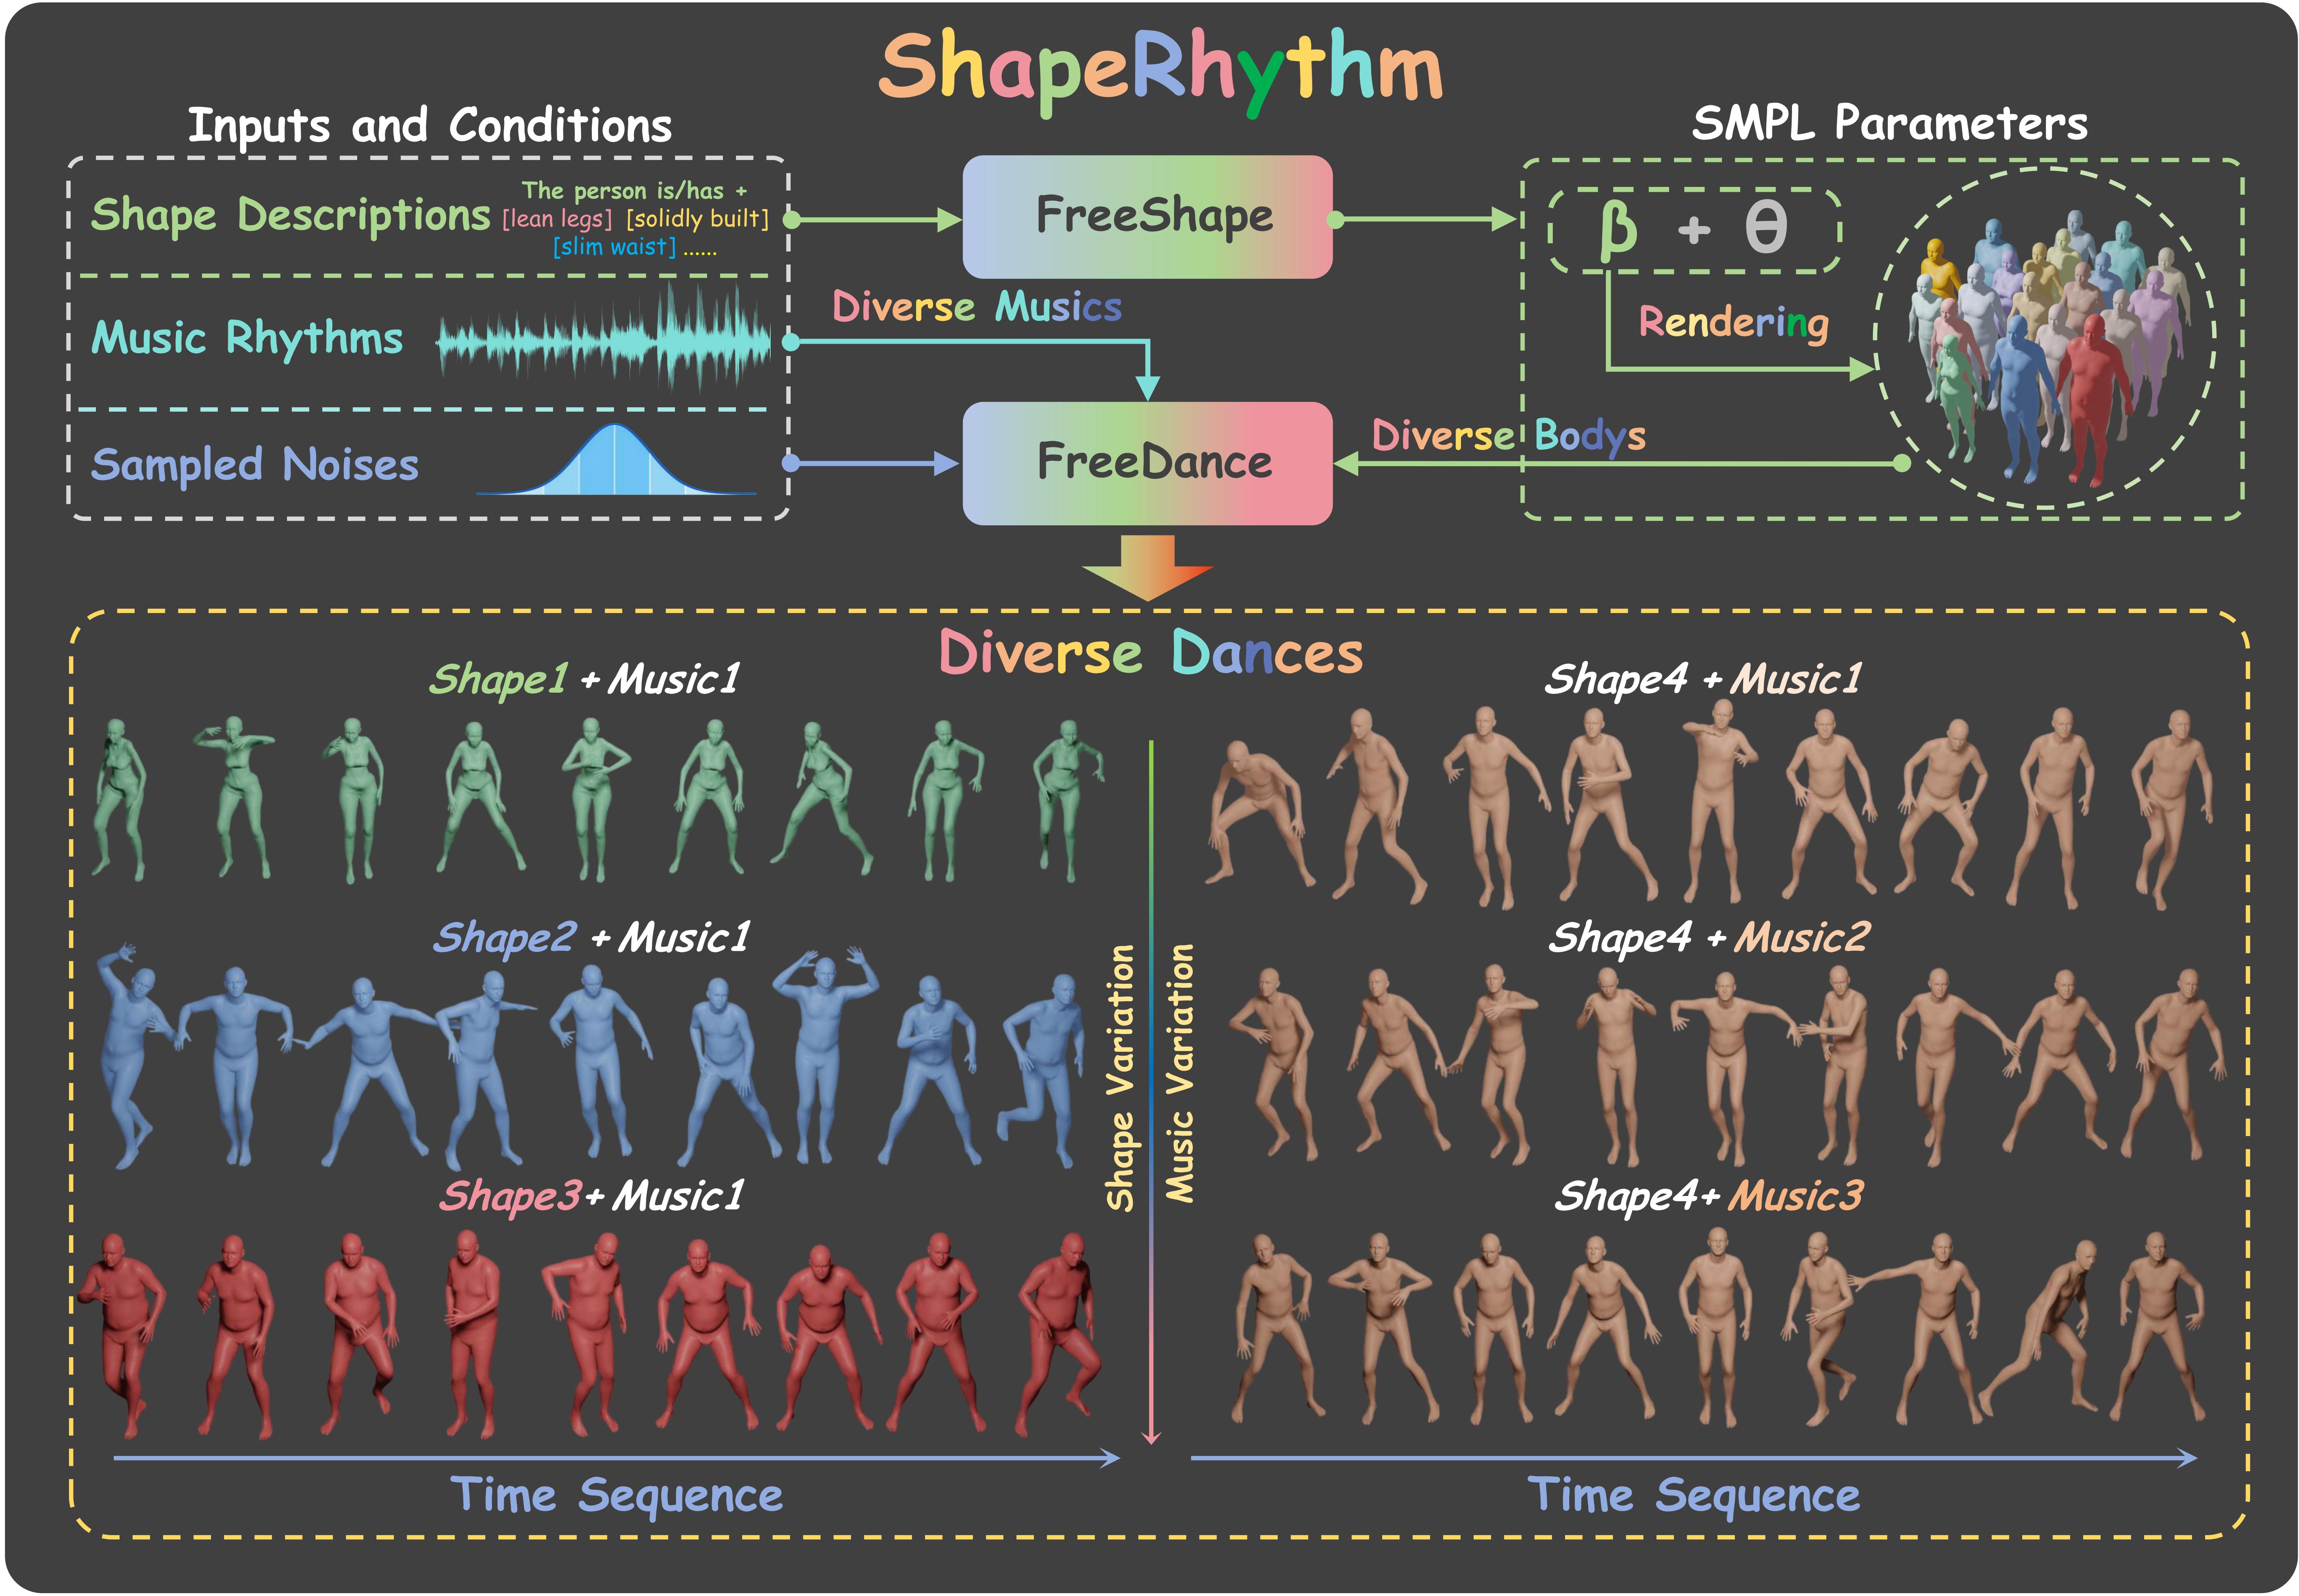 ShapeRhythm
Inputs and Conditions
Shape Descriptions
The person is/has +
[lean legs] [solidly built]
[slim waist] ......
Music Rhythms
Sampled Noises
FreeShape
Diverse Musics
FreeDance
SMPL Parameters
β + θ
Rendering
Diverse Bodys
Diverse Dances
Shape1 + Music1
Shape2 + Music1
Shape3+ Music1
Shape Variation
Music Variation
Shape4 + Music1
Shape4 + Music2
Shape4+ Music3
Time Sequence
Time Sequence